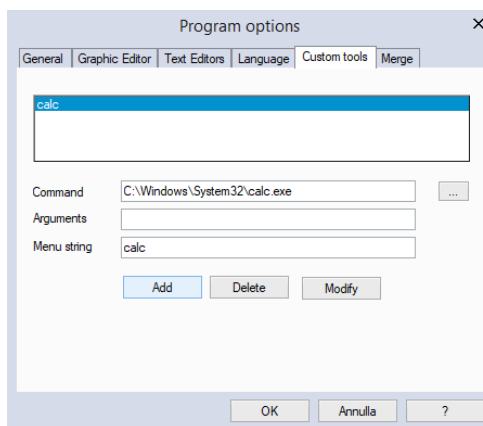 Program options
General Graphic Editor Text Editors Language Custom tools Merge
calc
Command C:\Windows\System32\calc.exe ...
Arguments
Menu string calc
Add Delete Modify
OK Annulla ?